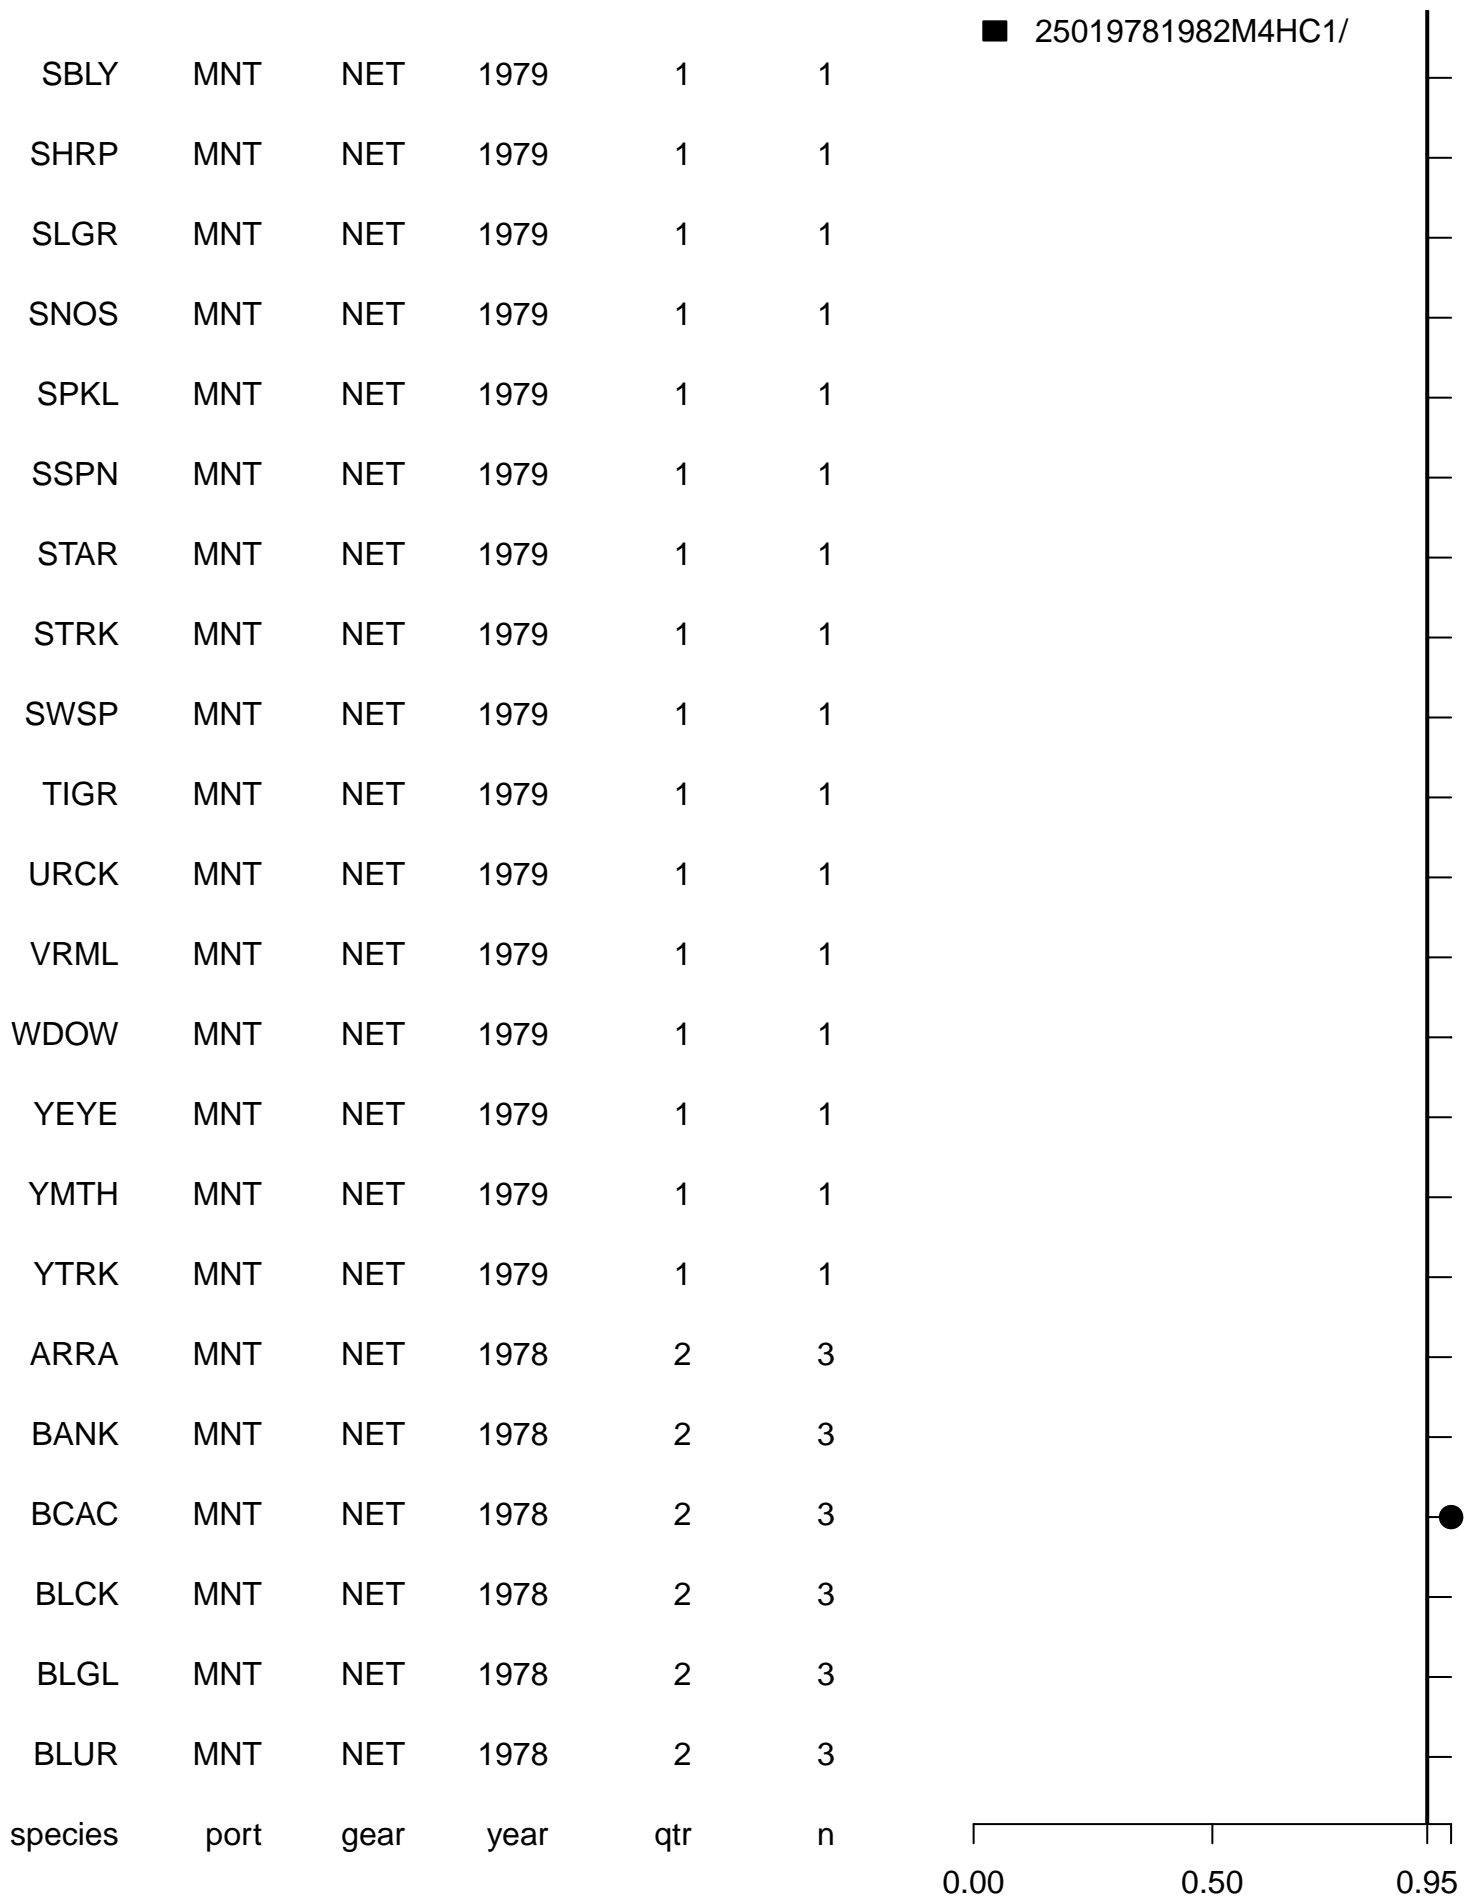 25019781982M4HC1/
SBLY MNT NET 1979 1 1
SHRP MNT NET 1979 1 1
SLGR MNT NET 1979 1 1
SNOS MNT NET 1979 1 1
SPKL MNT NET 1979 1 1
SSPN MNT NET 1979 1 1
STAR MNT NET 1979 1 1
STRK MNT NET 1979 1 1
SWSP MNT NET 1979 1 1
TIGR MNT NET 1979 1 1
URCK MNT NET 1979 1 1
VRML MNT NET 1979 1 1
WDOW MNT NET 1979 1 1
YEYE MNT NET 1979 1 1
YMTH MNT NET 1979 1 1
YTRK MNT NET 1979 1 1
ARRA MNT NET 1978 2 3
BANK MNT NET 1978 2 3
BCAC MNT NET 1978 2 3
BLCK MNT NET 1978 2 3
BLGL MNT NET 1978 2 3
BLUR MNT NET 1978 2 3
species port gear year qtr n
0.00 0.50 0.95